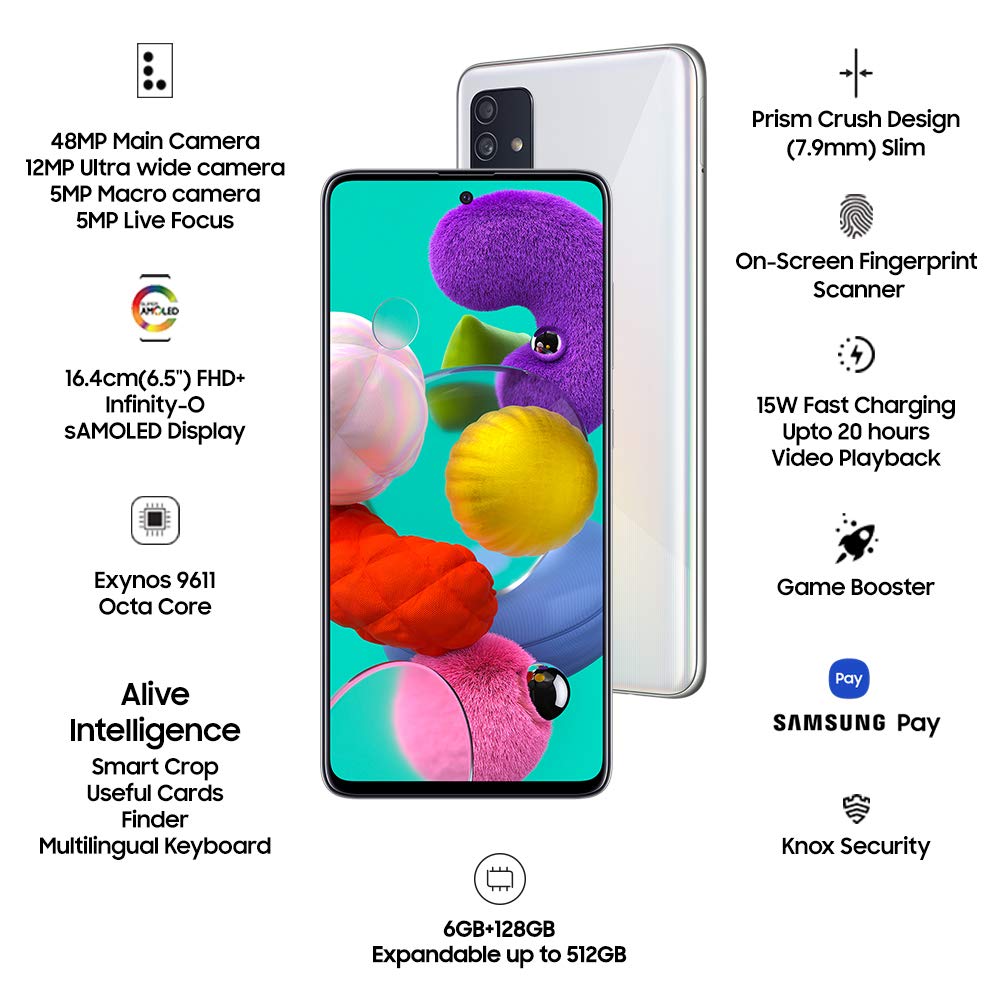 48MP Main Camera
12MP Ultra wide camera
5MP Macro camera
5MP Live Focus
SUPER
AMOLED
16.4cm(6.5") FHD+
Infinity-O
sAMOLED Display
Exynos 9611
Octa Core
Alive
Intelligence
Smart Crop
Useful Cards
Finder
Multilingual Keyboard
Prism Crush Design
(7.9mm) Slim
On-Screen Fingerprint
Scanner
15W Fast Charging
Upto 20 hours
Video Playback
Game Booster
Pay
SAMSUNG Pay
Knox Security
6GB+128GB
Expandable up to 512GB